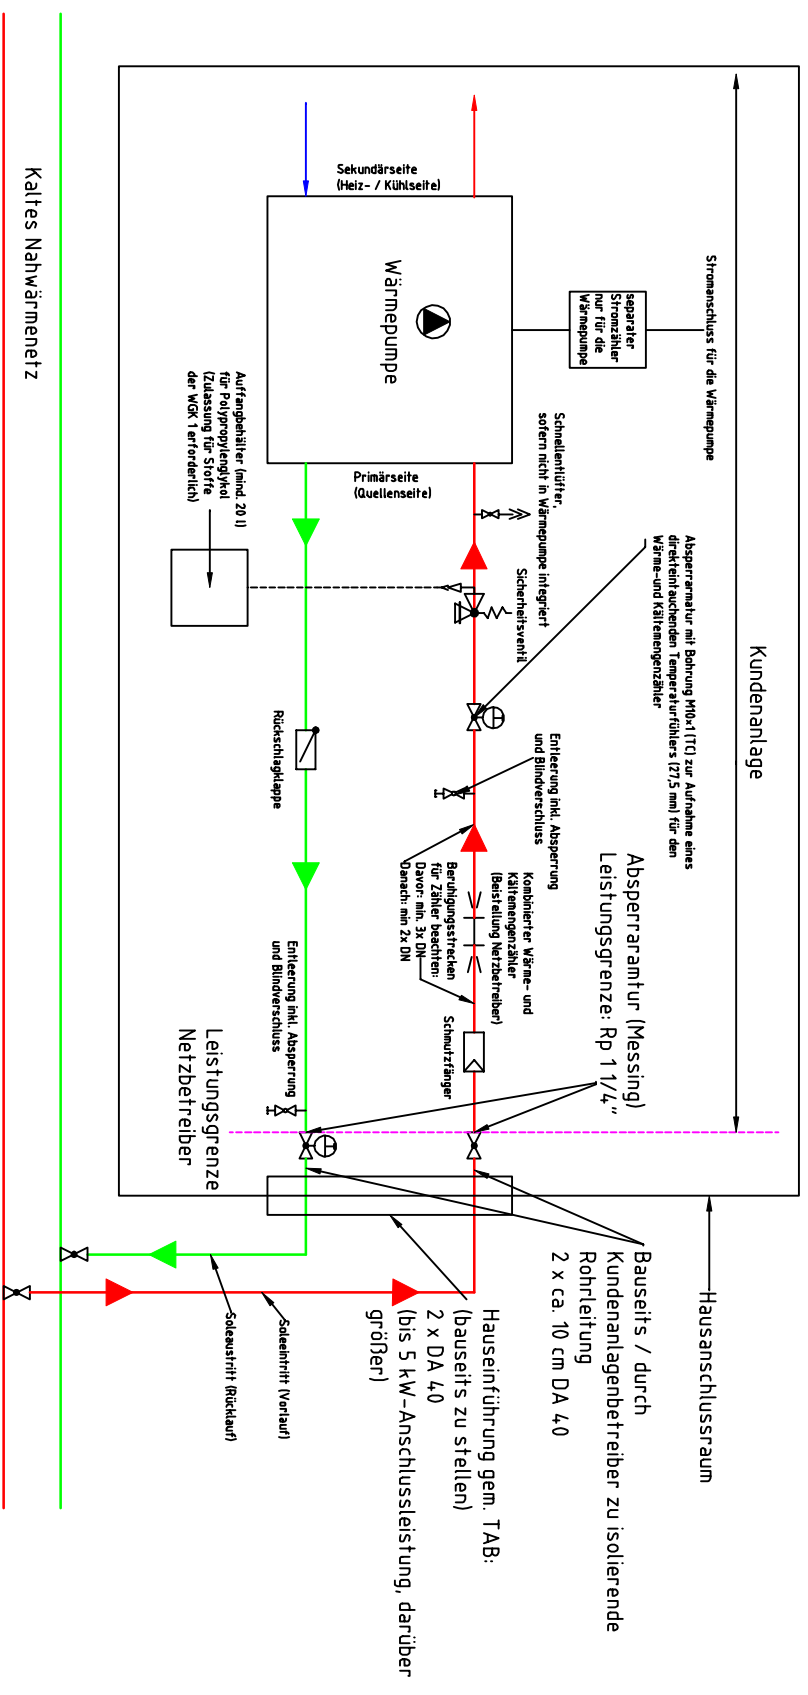 Hausanschlussraum
Kundenanlage
Stromanschluss für die Wärmepumpe
separater
Stromzähler
nur für die
Wärmepumpe
Absperrarmatur mit Bohrung M10x1 (TC) zur Aufnahme eines
direkteintauchenden Temperaturfühlers (27,5 mm) für den
Wärme-und Kältemengenzähler
Absperraramtur (Messing)
Leistungsgrenze: Rp 1 1/4"
Bauseits / durch
Kundenanlagenbetreiber zu isolierende
Rohrleitung
2 x ca. 10 cm DA 40
Schnellentlüfter,
sofern nicht in Wärmepumpe integriert
Sicherheitsventil
Entleerung inkl. Absperrung
und Blindverschluss
Kombinierter Wärme- und
Kältemengenzähler
(Beistellung Netzbetreiber)
Beruhigungsstrecken
für Zähler beachten:
Davor: min. 3x DN
Danach: min 2x DN
Schmutzfänger
Hauseinführung gem. TAB:
(bauseits zu stellen)
2 x DA 40
(bis 5 kW-Anschlussleistung, darüber
größer)
Sekundärseite
(Heiz- / Kühlseite)
Wärmepumpe
Primärseite
(Quellenseite)
Rückschlagklappe
Entleerung inkl. Absperrung
und Blindverschluss
Auffangbehälter (mind. 20 l)
für Polypropylenglykol
(Zulassung für Stoffe
der WGK 1 erforderlich)
Leistungsgrenze
Netzbetreiber
Soleeintritt (Vorlauf)
Soleaustritt (Rücklauf)
Kaltes Nahwärmenetz